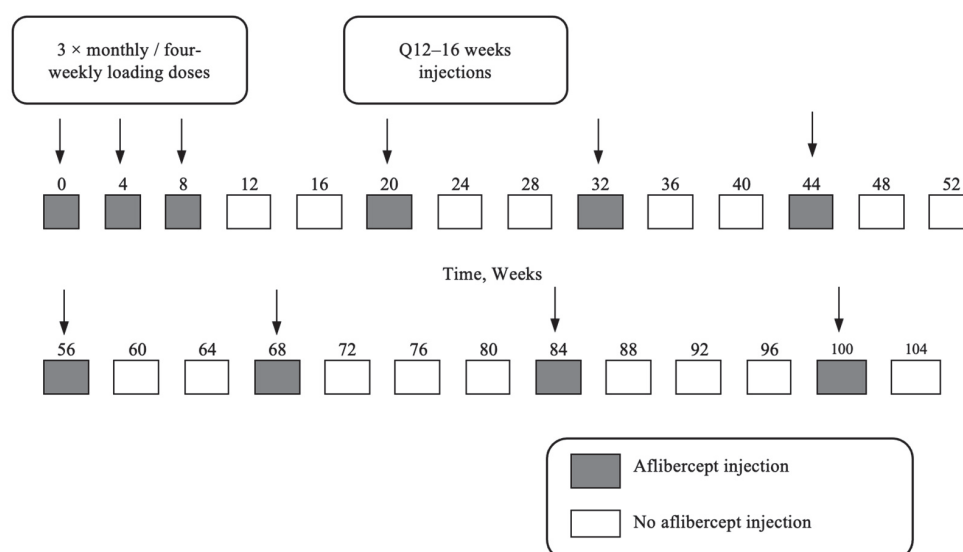 3 × monthly / four-
weekly loading doses
Q12–16 weeks
injections
0 4 8 12 16 20 24 28 32 36 40 44 48 52
Time, Weeks
56 60 64 68 72 76 80 84 88 92 96 100 104
Aflibercept injection
No aflibercept injection